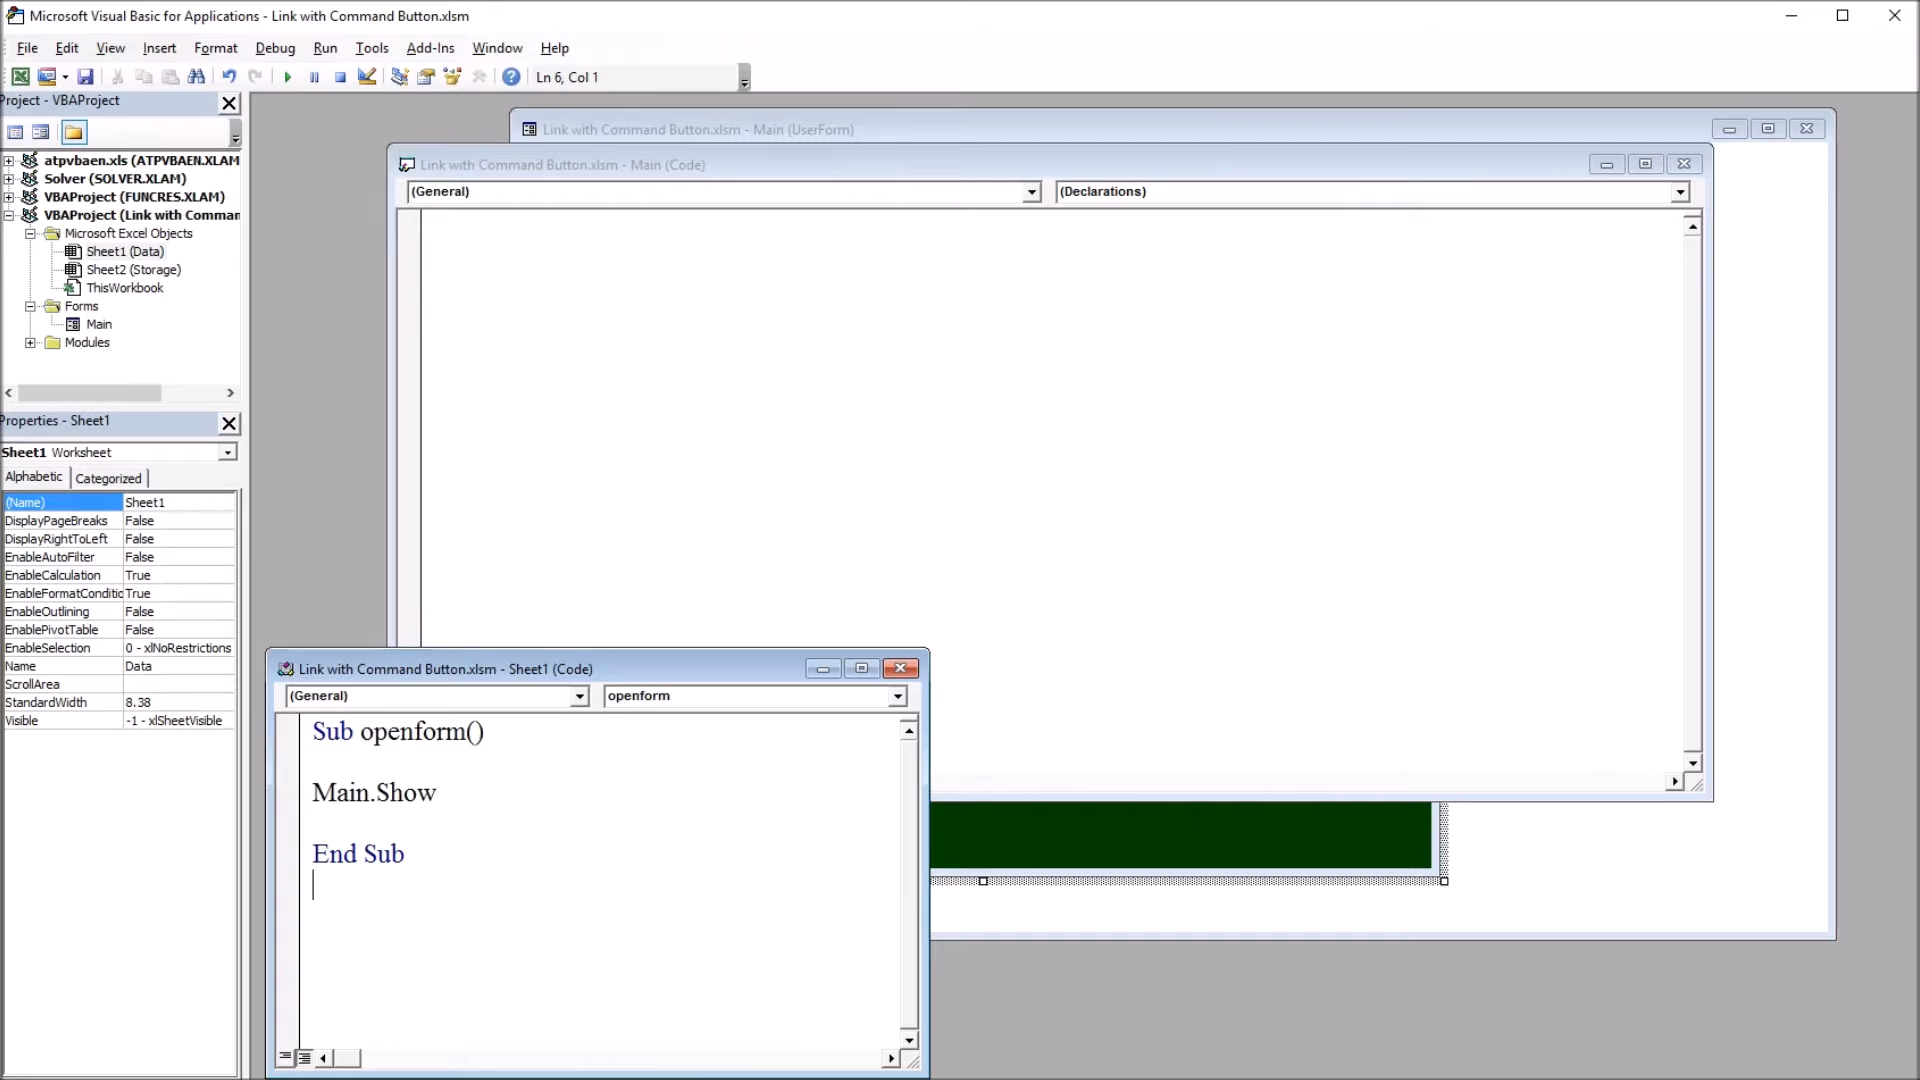 Microsoft Visual Basic for Applications - Link with Command Button.xlsm
File Edit View Insert Format Debug Run Tools Add-Ins Window Help
Ln 6, Col 1
Project - VBAProject
atpvbaen.xls (ATPVBAEN.XLAM
Solver (SOLVER.XLAM)
VBAProject (FUNCRES.XLAM)
VBAProject (Link with Comman
Microsoft Excel Objects
Sheet1 (Data)
Sheet2 (Storage)
ThisWorkbook
Forms
Main
Modules
Properties - Sheet1
Sheet1 Worksheet
Alphabetic Categorized
(Name) Sheet1
DisplayPageBreaks False
DisplayRightToLeft False
EnableAutoFilter False
EnableCalculation True
EnableFormatConditic True
EnableOutlining False
EnablePivotTable False
EnableSelection 0 - xlNoRestrictions
Name Data
ScrollArea
StandardWidth 8.38
Visible -1 - xlSheetVisible
Link with Command Button.xlsm - Main (UserForm)
Link with Command Button.xlsm - Main (Code)
(General) (Declarations)
Link with Command Button.xlsm - Sheet1 (Code)
(General) openform
Sub openform()
Main.Show
End Sub